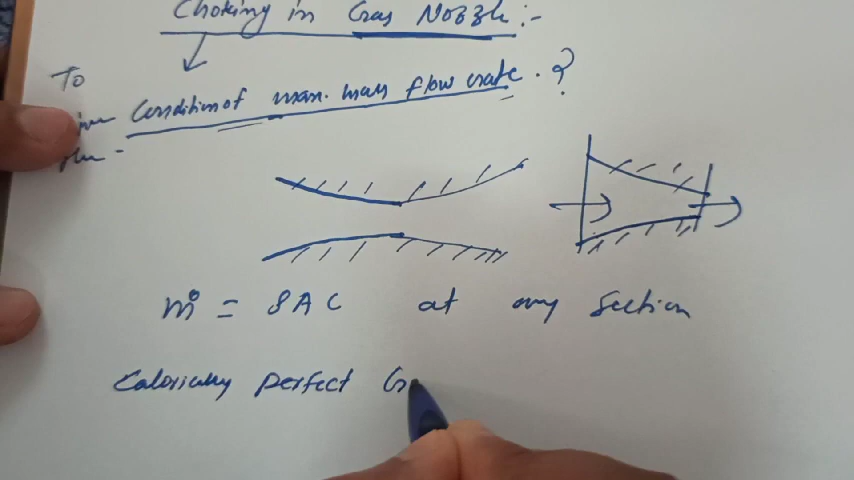 Choking in Gas Nozzle :-
To
Condition of max. mass flow rate. ?
ṁ = ρAC at any section
Calorically perfect G